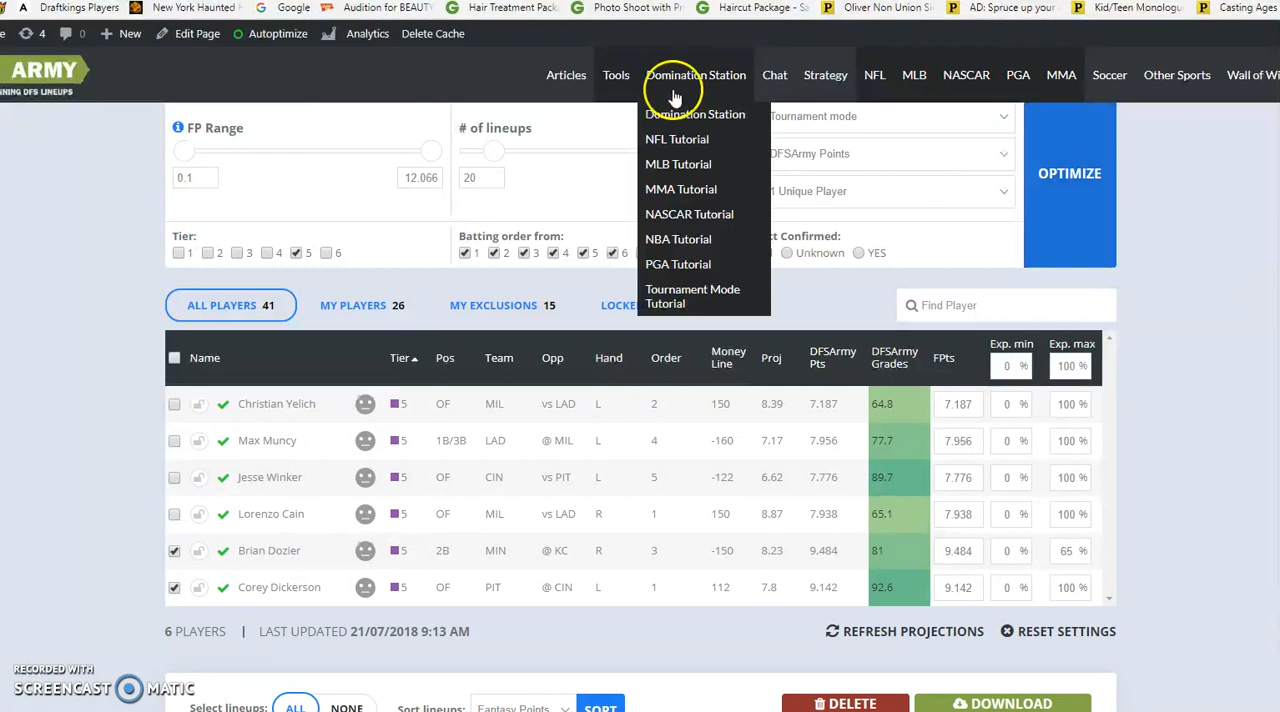 Draftkings Players New York Haunted H Google Audition for BEAUTY Hair Treatment Pack Photo Shoot with Pr Haircut Package - Sa Oliver Non Union Si AD: Spruce up your Kid/Teen Monologu Casting Ages
4 0 New Edit Page Autoptimize Analytics Delete Cache
ARMY
NNING DFS LINEUPS
Articles Tools Domination Station Chat Strategy NFL MLB NASCAR PGA MMA Soccer Other Sports Wall of Wi
Domination Station
NFL Tutorial
MLB Tutorial
MMA Tutorial
NASCAR Tutorial
NBA Tutorial
PGA Tutorial
Tournament Mode
Tutorial
FP Range # of lineups Tournament mode
DFSArmy Points
0.1 12.066 20 1 Unique Player
OPTIMIZE
Tier: Batting order from: ct Confirmed:
1 2 3 4 5 6 1 2 3 4 5 6 Unknown YES
ALL PLAYERS 41 MY PLAYERS 26 MY EXCLUSIONS 15 LOCKE Find Player
Name Tier Pos Team Opp Hand Order Money Line Proj DFSArmy Pts DFSArmy Grades FPts Exp. min Exp. max
0 % 100 %
Christian Yelich 5 OF MIL vs LAD L 2 150 8.39 7.187 64.8 7.187 0 % 100 %
Max Muncy 5 1B/3B LAD @ MIL L 4 -160 7.17 7.956 77.7 7.956 0 % 100 %
Jesse Winker 5 OF CIN vs PIT L 5 -122 6.62 7.776 89.7 7.776 0 % 100 %
Lorenzo Cain 5 OF MIL vs LAD R 1 150 8.87 7.938 65.1 7.938 0 % 100 %
Brian Dozier 5 2B MIN @ KC R 3 -150 8.23 9.484 81 9.484 0 % 65 %
Corey Dickerson 5 OF PIT @ CIN L 1 112 7.8 9.142 92.6 9.142 0 % 100 %
6 PLAYERS | LAST UPDATED 21/07/2018 9:13 AM REFRESH PROJECTIONS RESET SETTINGS
RECORDED WITH
SCREENCAST MATIC
Select lineups: ALL NONE Sort lineups: Fantasy Points SORT DELETE DOWNLOAD